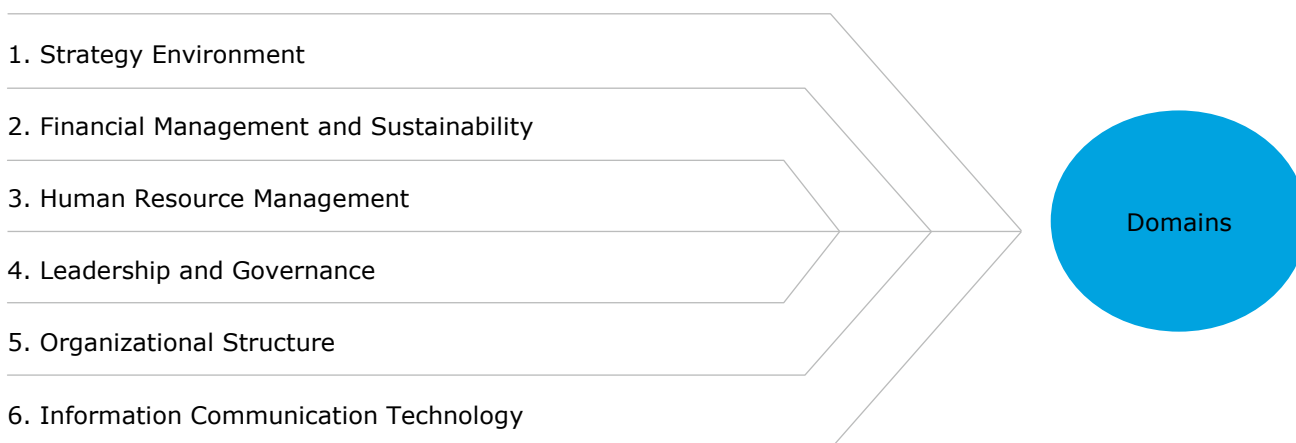 1. Strategy Environment
2. Financial Management and Sustainability
3. Human Resource Management
Domains
4. Leadership and Governance
5. Organizational Structure
6. Information Communication Technology